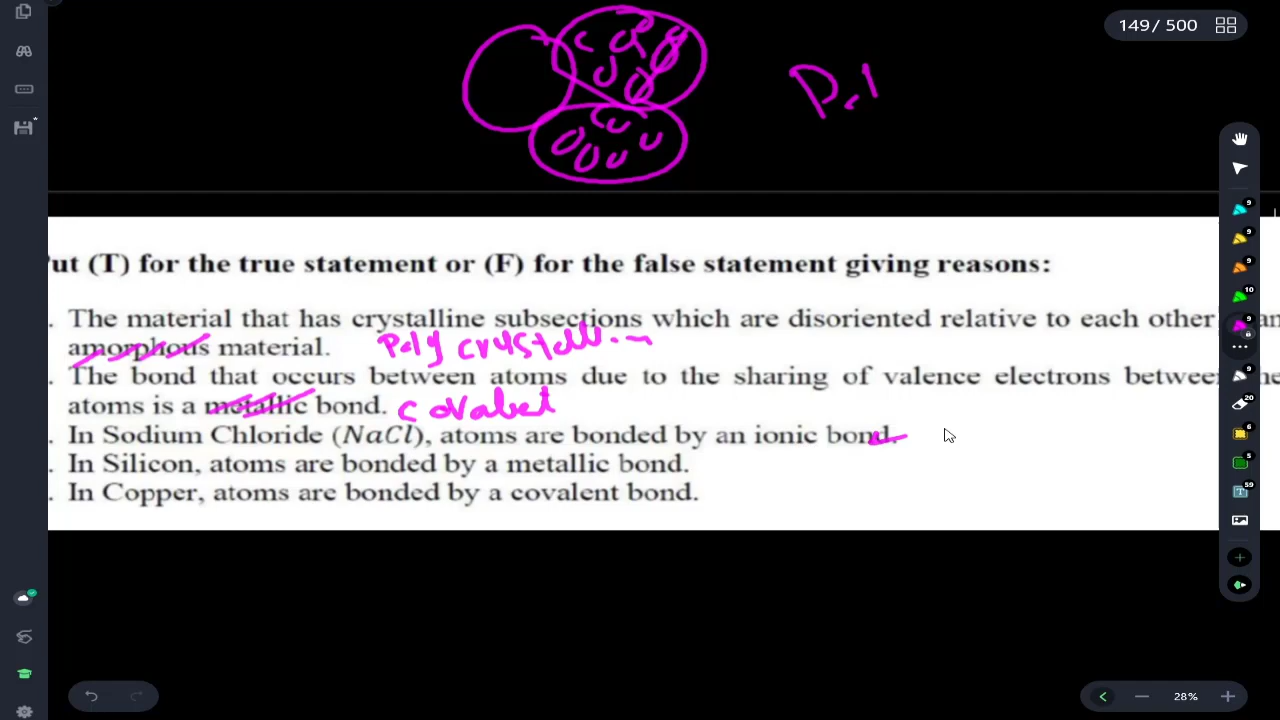 149/ 500
ut (T) for the true statement or (F) for the false statement giving reasons:
. The material that has crystalline subsections which are disoriented relative to each other, an
amorphous material. Poly crystall
. The bond that occurs between atoms due to the sharing of valence electrons between he
atoms is a metallic bond. covalet
. In Sodium Chloride (NaCl), atoms are bonded by an ionic bond.
. In Silicon, atoms are bonded by a metallic bond.
. In Copper, atoms are bonded by a covalent bond.
28%